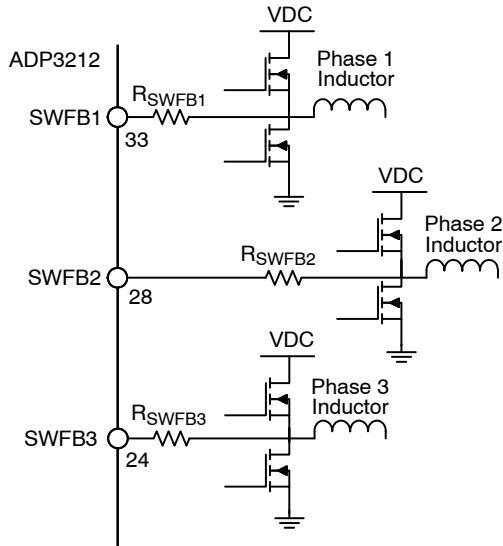 VDC
ADP3212
Phase 1
Inductor
RSWFB1
SWFB1
33
VDC
Phase 2
Inductor
RSWFB2
SWFB2
28
VDC
Phase 3
Inductor
RSWFB3
SWFB3
24